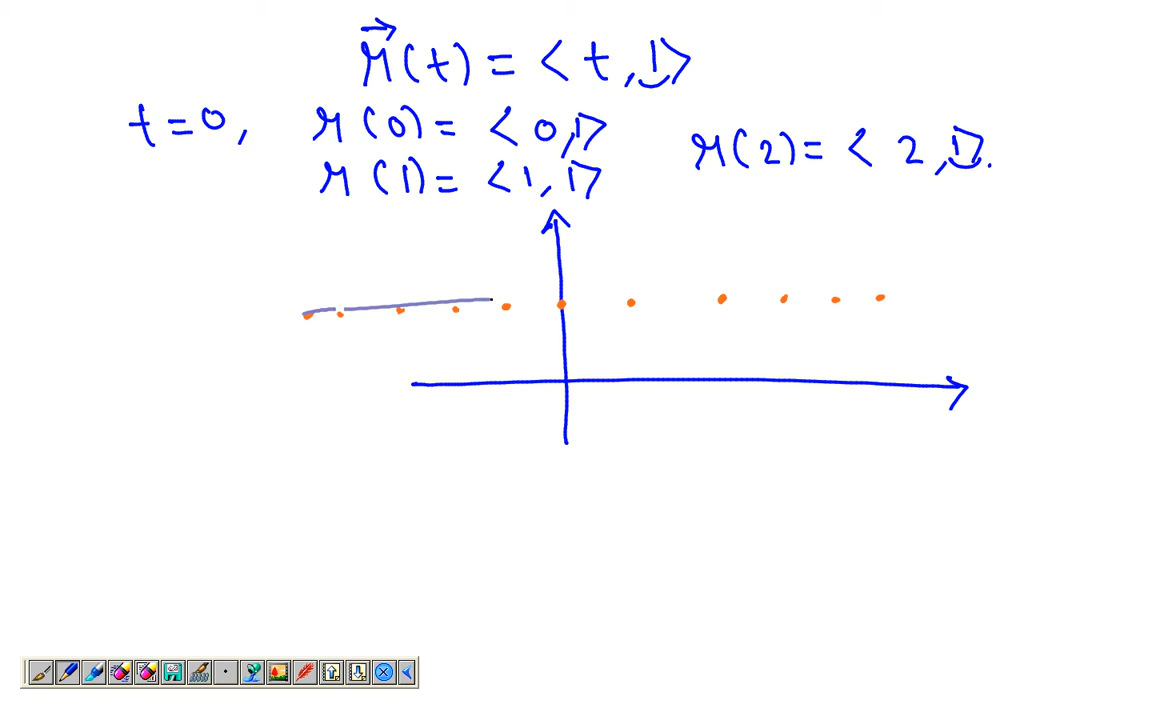 r⃗(t) = < t, 1>
t = 0, r(0) = < 0, 1>
r(2) = < 2, 1>.
r(1) = <1, 1>